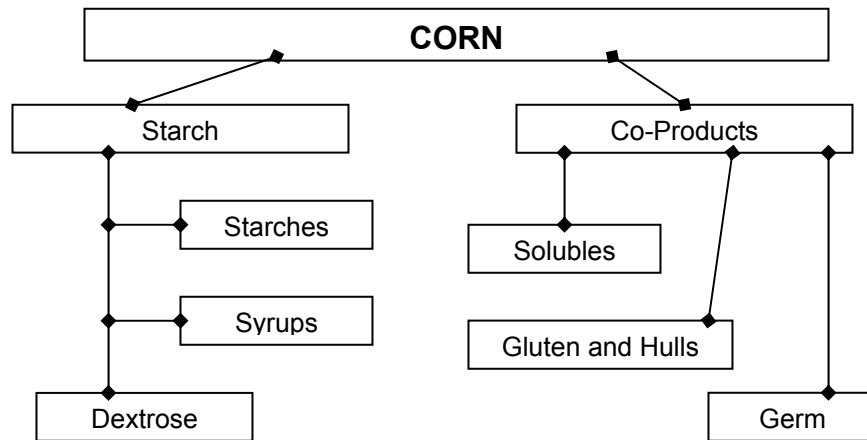 CORN
Starch
Co-Products
Starches
Solubles
Syrups
Gluten and Hulls
Dextrose
Germ